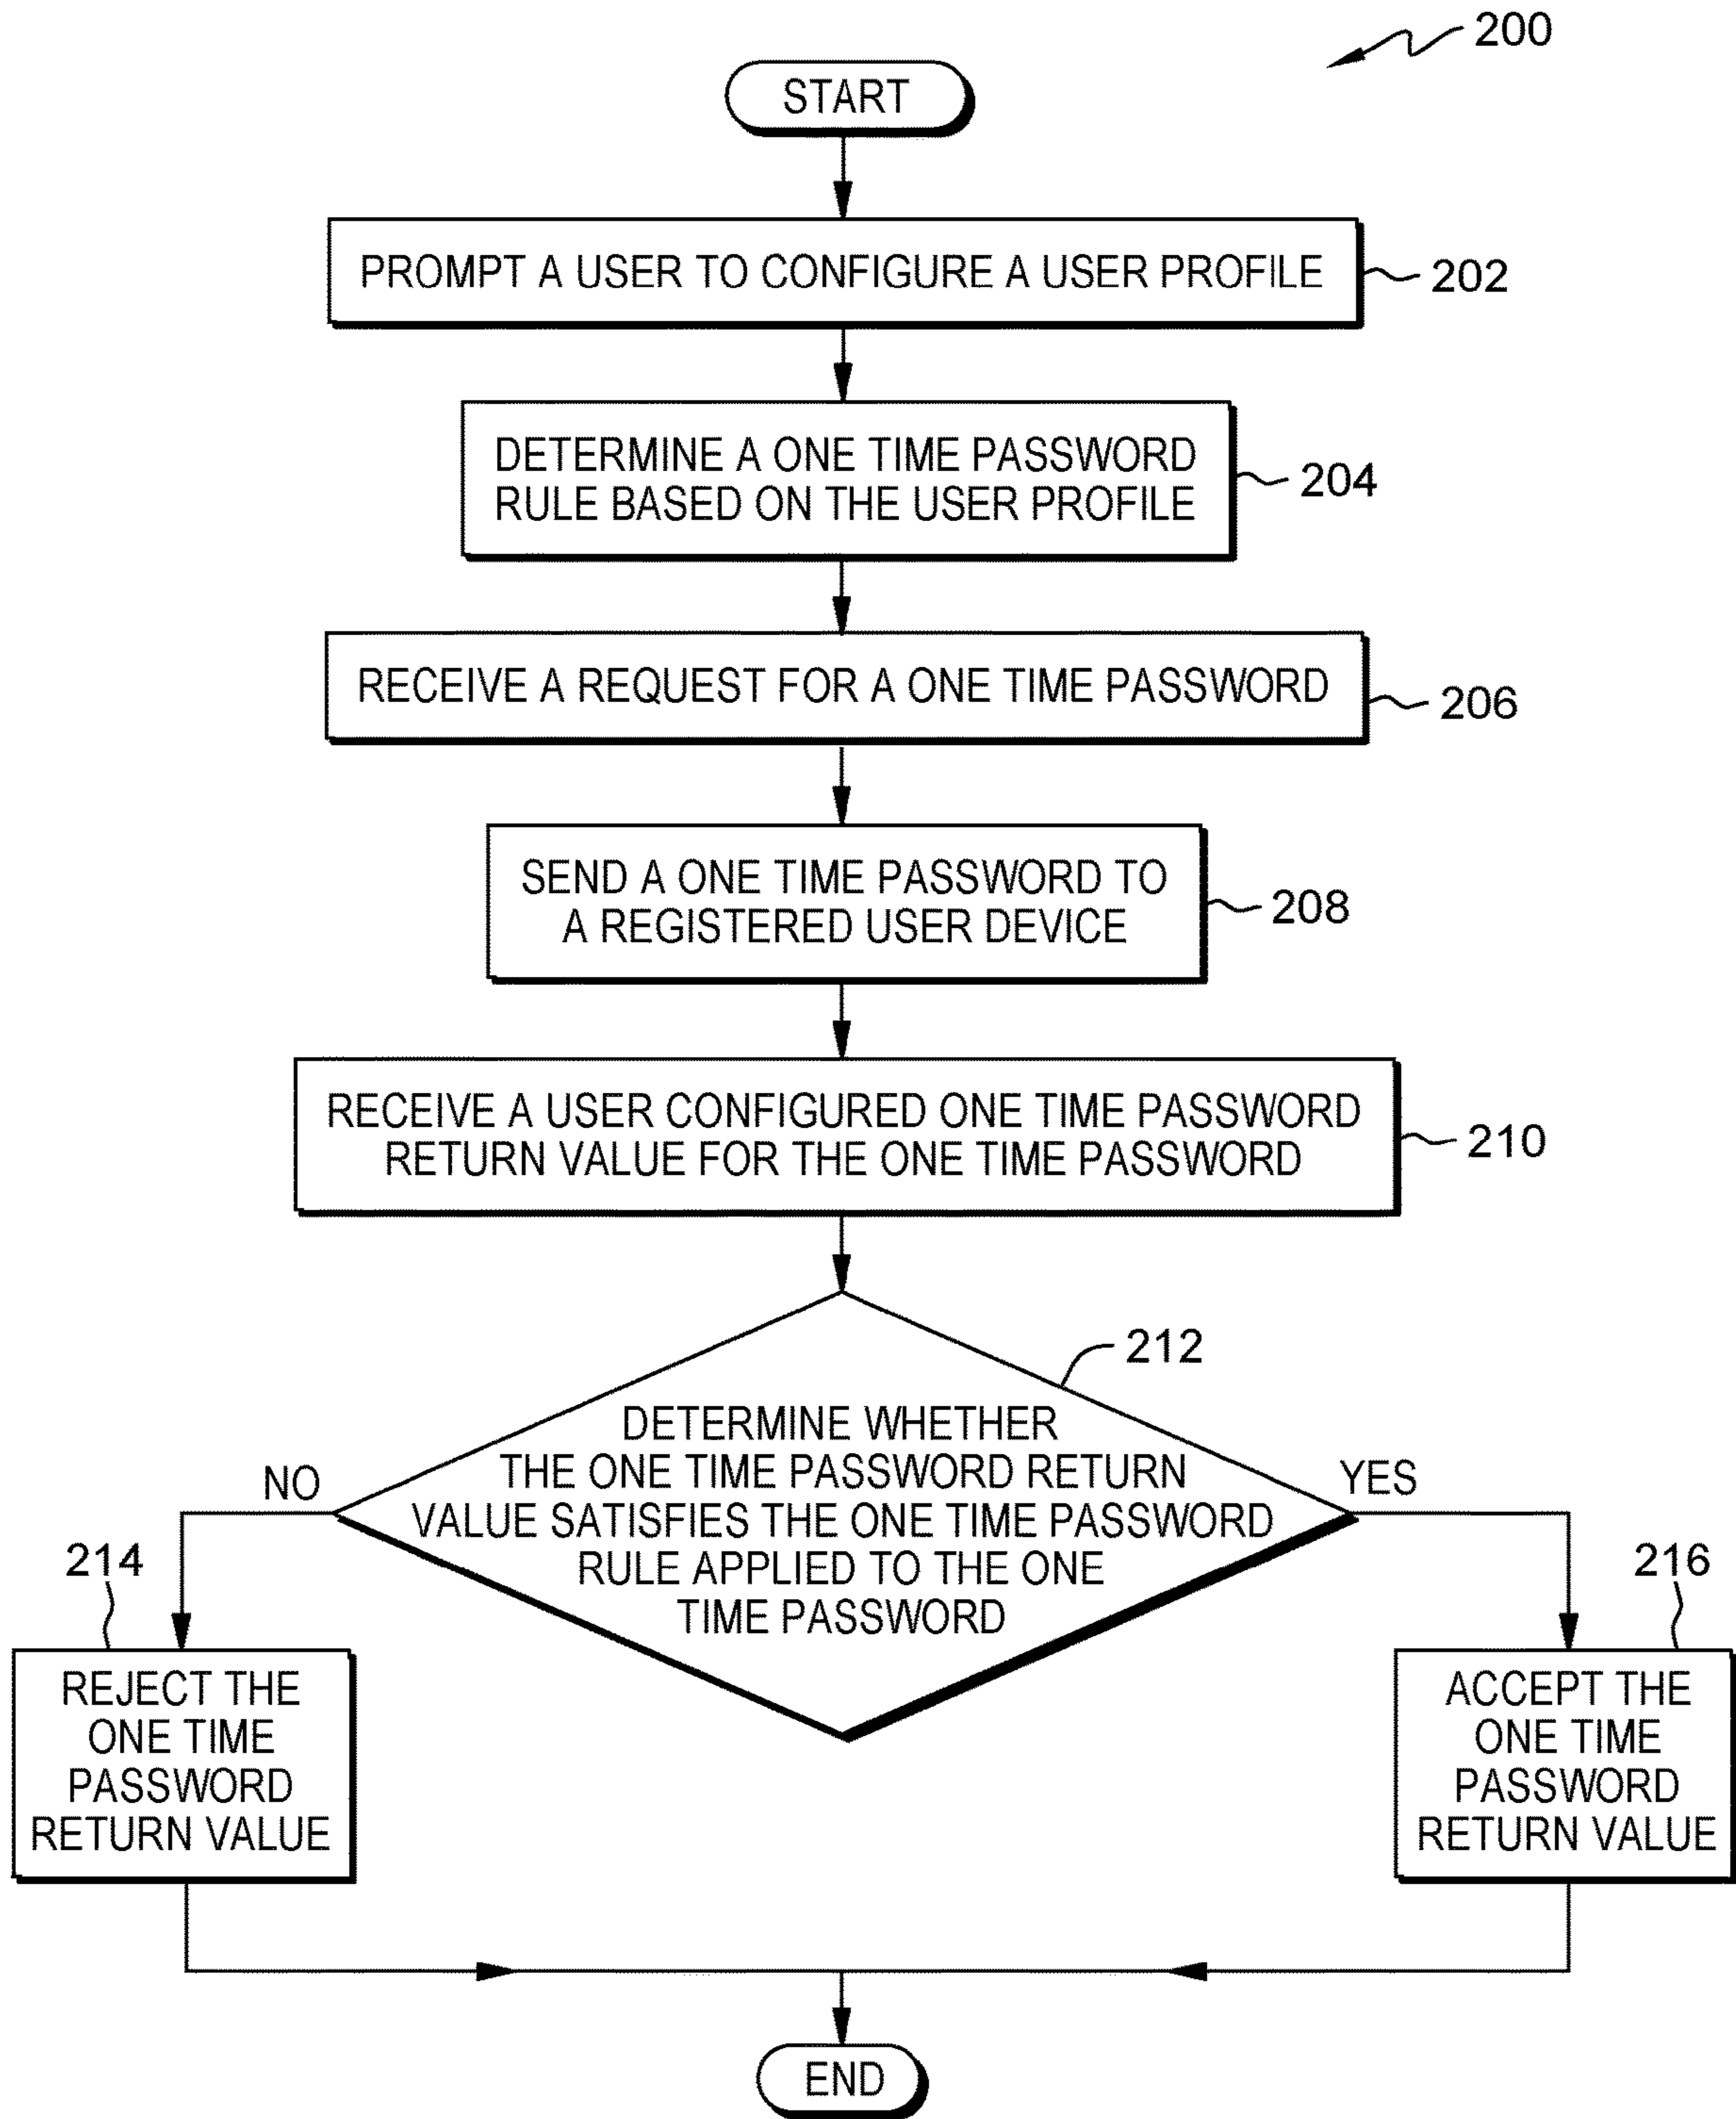 200
START
PROMPT A USER TO CONFIGURE A USER PROFILE
202
DETERMINE A ONE TIME PASSWORD
RULE BASED ON THE USER PROFILE
204
RECEIVE A REQUEST FOR A ONE TIME PASSWORD
206
SEND A ONE TIME PASSWORD TO
A REGISTERED USER DEVICE
208
RECEIVE A USER CONFIGURED ONE TIME PASSWORD
RETURN VALUE FOR THE ONE TIME PASSWORD
210
212
DETERMINE WHETHER
THE ONE TIME PASSWORD RETURN
VALUE SATISFIES THE ONE TIME PASSWORD
RULE APPLIED TO THE ONE
TIME PASSWORD
NO
YES
214
REJECT THE
ONE TIME
PASSWORD
RETURN VALUE
216
ACCEPT THE
ONE TIME
PASSWORD
RETURN VALUE
END